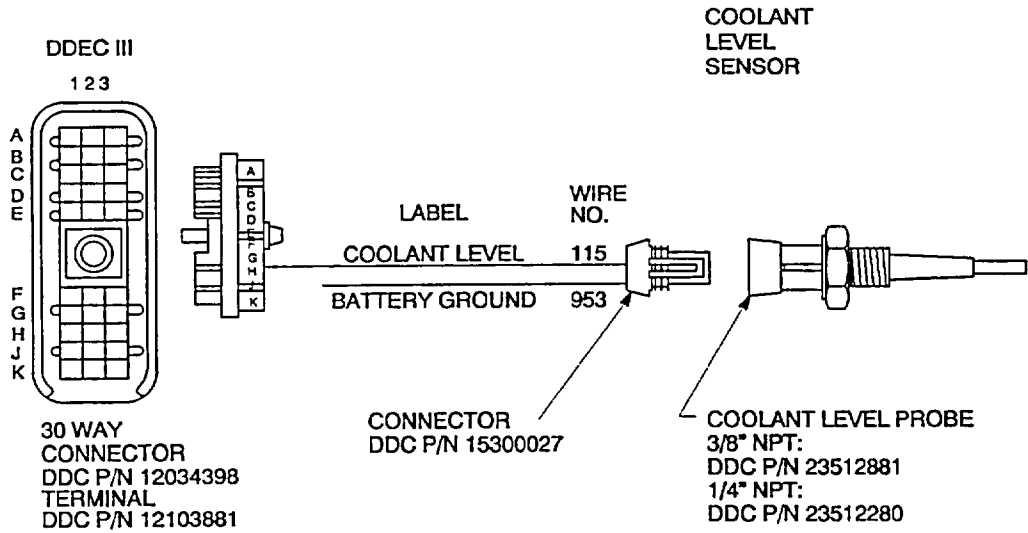 COOLANT
LEVEL
SENSOR
DDEC III
1 2 3
A
B
C
D
E
F
G
H
J
K
A
B
C
D
E
F
G
H
J
K
LABEL
WIRE
NO.
COOLANT LEVEL 115
BATTERY GROUND 953
30 WAY
CONNECTOR
DDC P/N 12034398
TERMINAL
DDC P/N 12103881
CONNECTOR
DDC P/N 15300027
COOLANT LEVEL PROBE
3/8" NPT:
DDC P/N 23512881
1/4" NPT:
DDC P/N 23512280